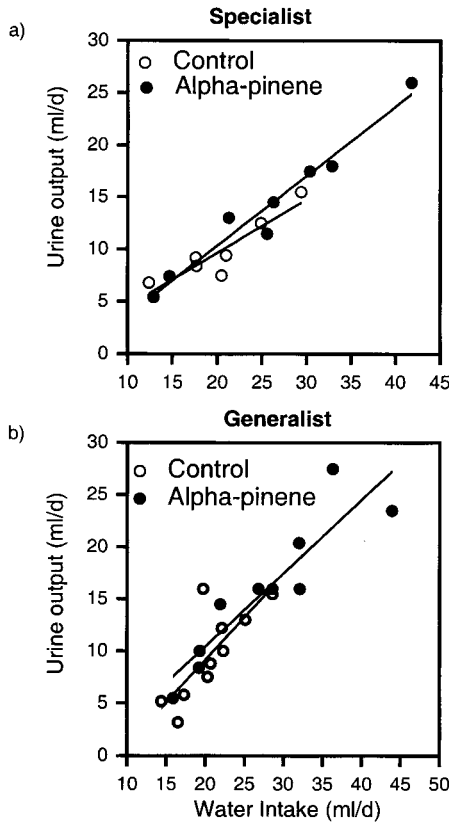 Specialist
a)
Control
Alpha-pinene
Urine output (ml/d)
30
25
20
15
10
5
0
10 15 20 25 30 35 40 45
Generalist
b)
Control
Alpha-pinene
Urine output (ml/d)
30
25
20
15
10
5
0
10 15 20 25 30 35 40 45 50
Water Intake (ml/d)